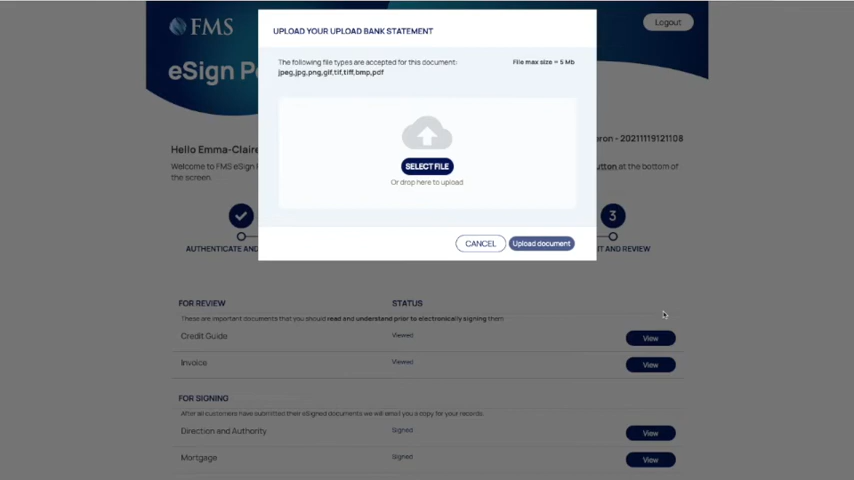 UPLOAD YOUR UPLOAD BANK STATEMENT
The following file types are accepted for this document:
File max size = 5 Mb
jpeg,jpg,png,gif,tif,tiff,bmp,pdf
SELECT FILE
Or drop here to upload
CANCEL
Upload document
FMS
Logout
eSign Po
Hello Emma-Claire
eron - 20211119121108
Welcome to FMS eSign P
utton at the bottom of
the screen.
3
AUTHENTICATE AND
IT AND REVIEW
FOR REVIEW
STATUS
These are important documents that you should read and understand prior to electronically signing them
Credit Guide
Viewed
View
Invoice
Viewed
View
FOR SIGNING
After all customers have submitted their eSigned documents we will email you a copy for your records.
Direction and Authority
Signed
View
Mortgage
Signed
View